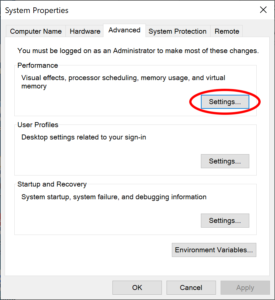 System Properties
Computer Name Hardware Advanced System Protection Remote
You must be logged on as an Administrator to make most of these changes.
Performance
Visual effects, processor scheduling, memory usage, and virtual
memory
Settings...
User Profiles
Desktop settings related to your sign-in
Settings...
Startup and Recovery
System startup, system failure, and debugging information
Settings...
Environment Variables...
OK Cancel Apply